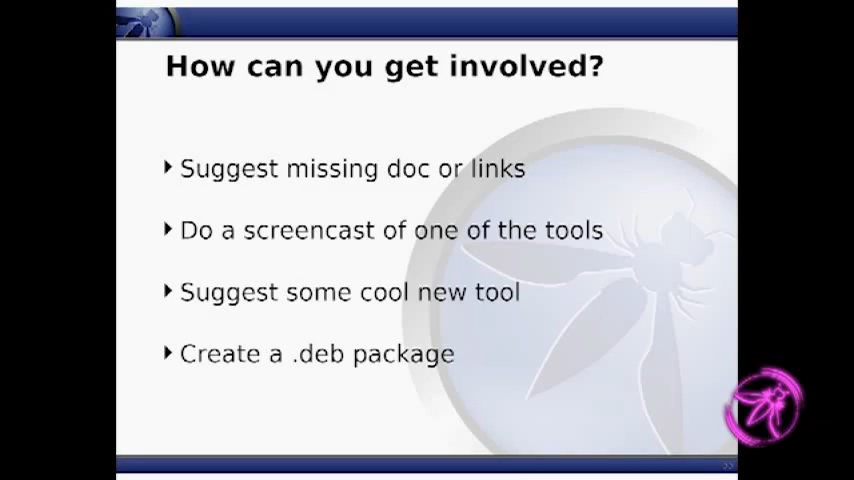 How can you get involved?
Suggest missing doc or links
Do a screencast of one of the tools
Suggest some cool new tool
Create a .deb package